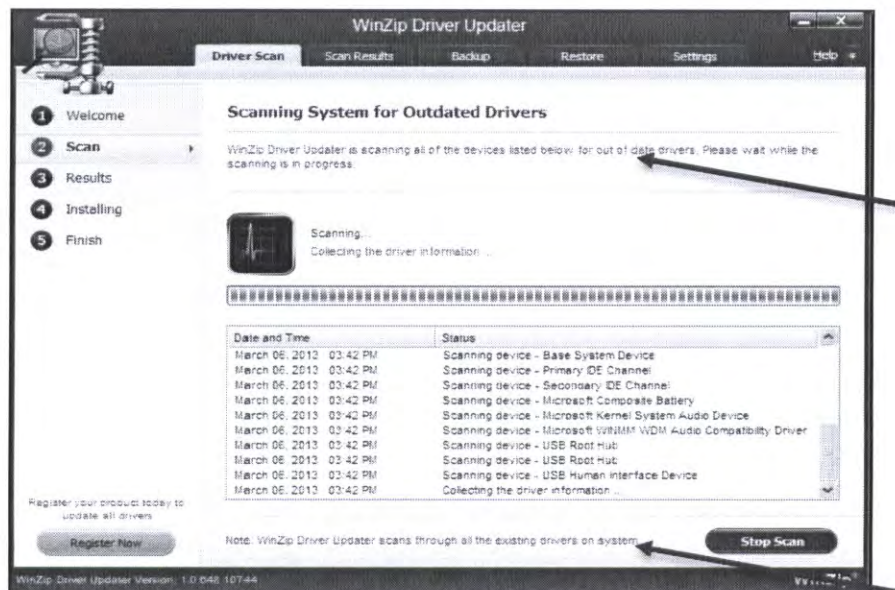 WinZip Driver Updater
Driver Scan Scan Results Backup Restore Settings Help
1 Welcome
2 Scan
3 Results
4 Installing
5 Finish
Scanning System for Outdated Drivers
WinZip Driver Updater is scanning all of the devices listed below for out of date drivers. Please wait while the
scanning is in progress.
Scanning...
Collecting the driver information ...
Date and Time Status
March 06, 2013 03:42 PM Scanning device - Base System Device
March 06, 2013 03:42 PM Scanning device - Primary IDE Channel
March 06, 2013 03:42 PM Scanning device - Secondary IDE Channel
March 06, 2013 03:42 PM Scanning device - Microsoft Composite Battery
March 06, 2013 03:42 PM Scanning device - Microsoft Kernel System Audio Device
March 06, 2013 03:42 PM Scanning device - Microsoft WINMM WDM Audio Compatibility Driver
March 06, 2013 03:42 PM Scanning device - USB Root Hub
March 06, 2013 03:42 PM Scanning device - USB Root Hub
March 06, 2013 03:42 PM Scanning device - USB Human Interface Device
March 06, 2013 03:42 PM Collecting the driver information ...
Register your product today to
update all drivers
Register Now
Note: WinZip Driver Updater scans through all the existing drivers on system.
Stop Scan
WinZip Driver Updater Version: 1.0.648.10744
WinZip